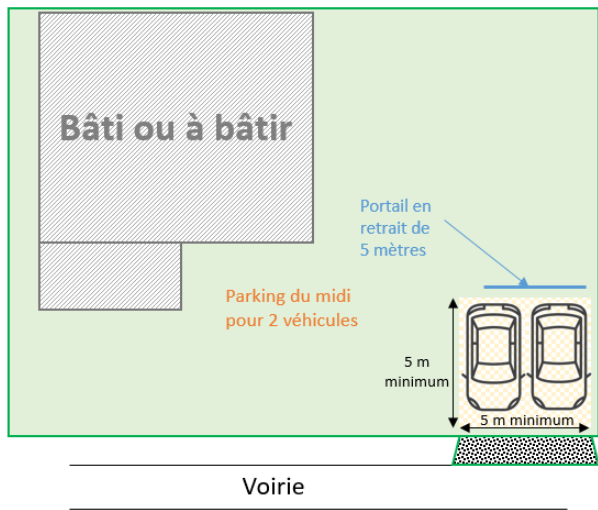 Bâti ou à bâtir
Portail en
retrait de
5 mètres
Parking du midi
pour 2 véhicules
5 m
minimum
5 m minimum
Voirie